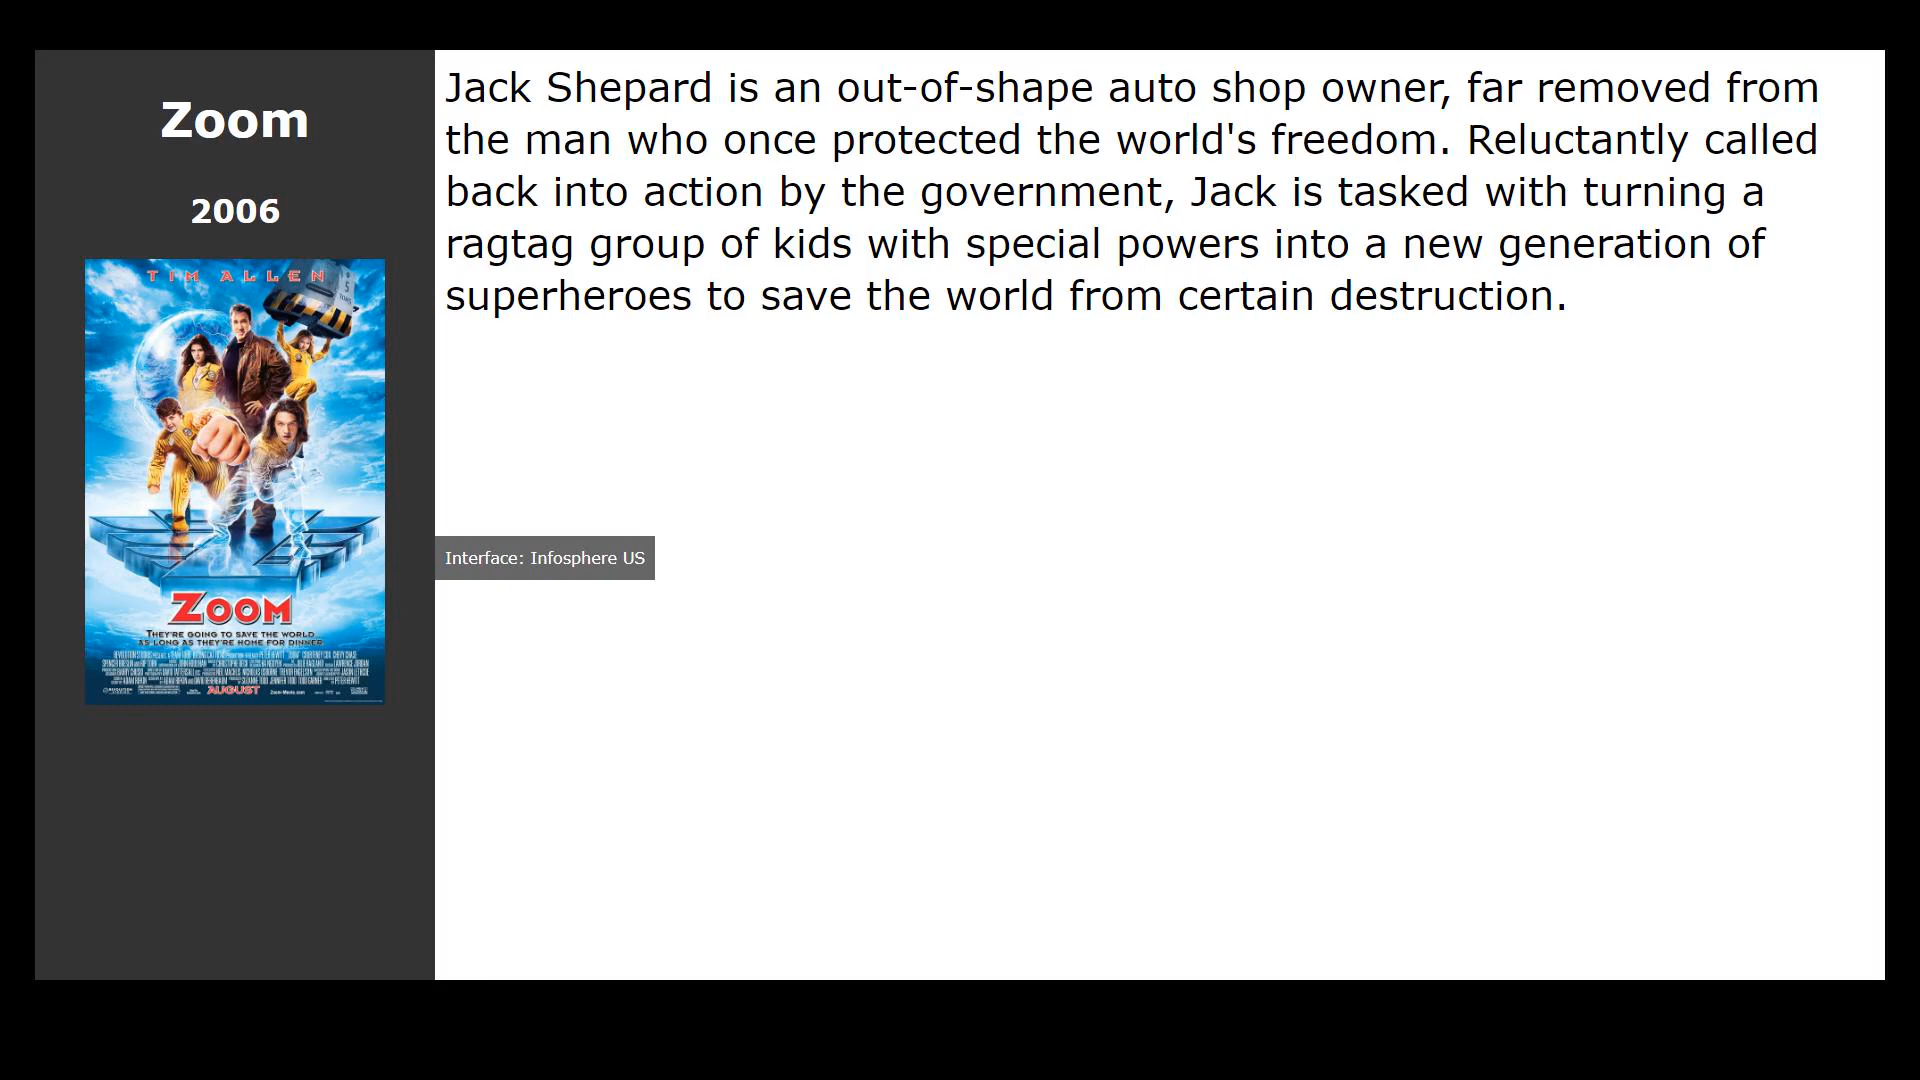 Zoom
2006
TIM ALLEN
ZOOM
THEY'RE GOING TO SAVE THE WORLD
AS LONG AS THEY'RE HOME FOR DINNER
AUGUST
Zoom-Movie.com
Jack Shepard is an out-of-shape auto shop owner, far removed from
the man who once protected the world's freedom. Reluctantly called
back into action by the government, Jack is tasked with turning a
ragtag group of kids with special powers into a new generation of
superheroes to save the world from certain destruction.
Interface: Infosphere US